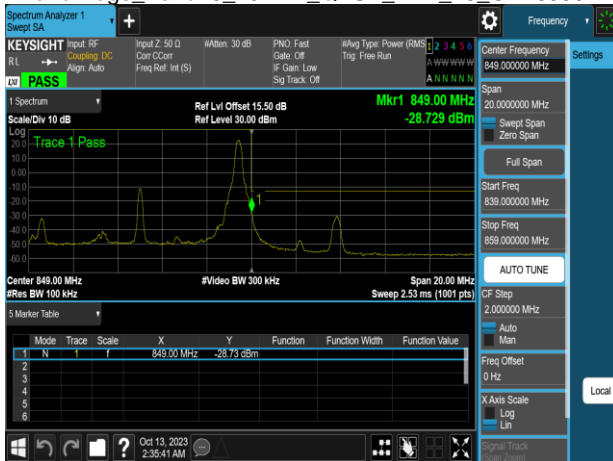 Spectrum Analyzer 1
Swept SA
+
Frequency
KEYSIGHT
RL
LXI
PASS
Input: RF
Coupling: DC
Align: Auto
Input Z: 50 Ω
Corr CCorr
Freq Ref: Int (S)
#Atten: 30 dB
PNO: Fast
Gate: Off
IF Gain: Low
Sig Track: Off
#Avg Type: Power (RMS
Trig: Free Run
1 2 3 4 5 6
A W W W W W
A N N N N N
1 Spectrum
Scale/Div 10 dB
Ref Lvl Offset 15.50 dB
Ref Level 30.00 dBm
Mkr1 849.00 MHz
-28.729 dBm
Log
Trace 1 Pass
20.0
10.0
0.00
-10.0
-20.0
-30.0
-40.0
-50.0
-60.0
1
Center 849.00 MHz
#Video BW 300 kHz
Span 20.00 MHz
#Res BW 100 kHz
Sweep 2.53 ms (1001 pts)
5 Marker Table
Mode Trace Scale X Y Function Function Width Function Value
1 N 1 f 849.00 MHz -28.73 dBm
2
3
4
5
6
Oct 13, 2023
2:35:41 AM
Center Frequency
849.000000 MHz
Settings
Span
20.0000000 MHz
Swept Span
Zero Span
Full Span
Start Freq
839.000000 MHz
Stop Freq
859.000000 MHz
AUTO TUNE
CF Step
2.000000 MHz
Auto
Man
Freq Offset
0 Hz
X Axis Scale
Log
Lin
Local
Signal Track
(Span Zoom)